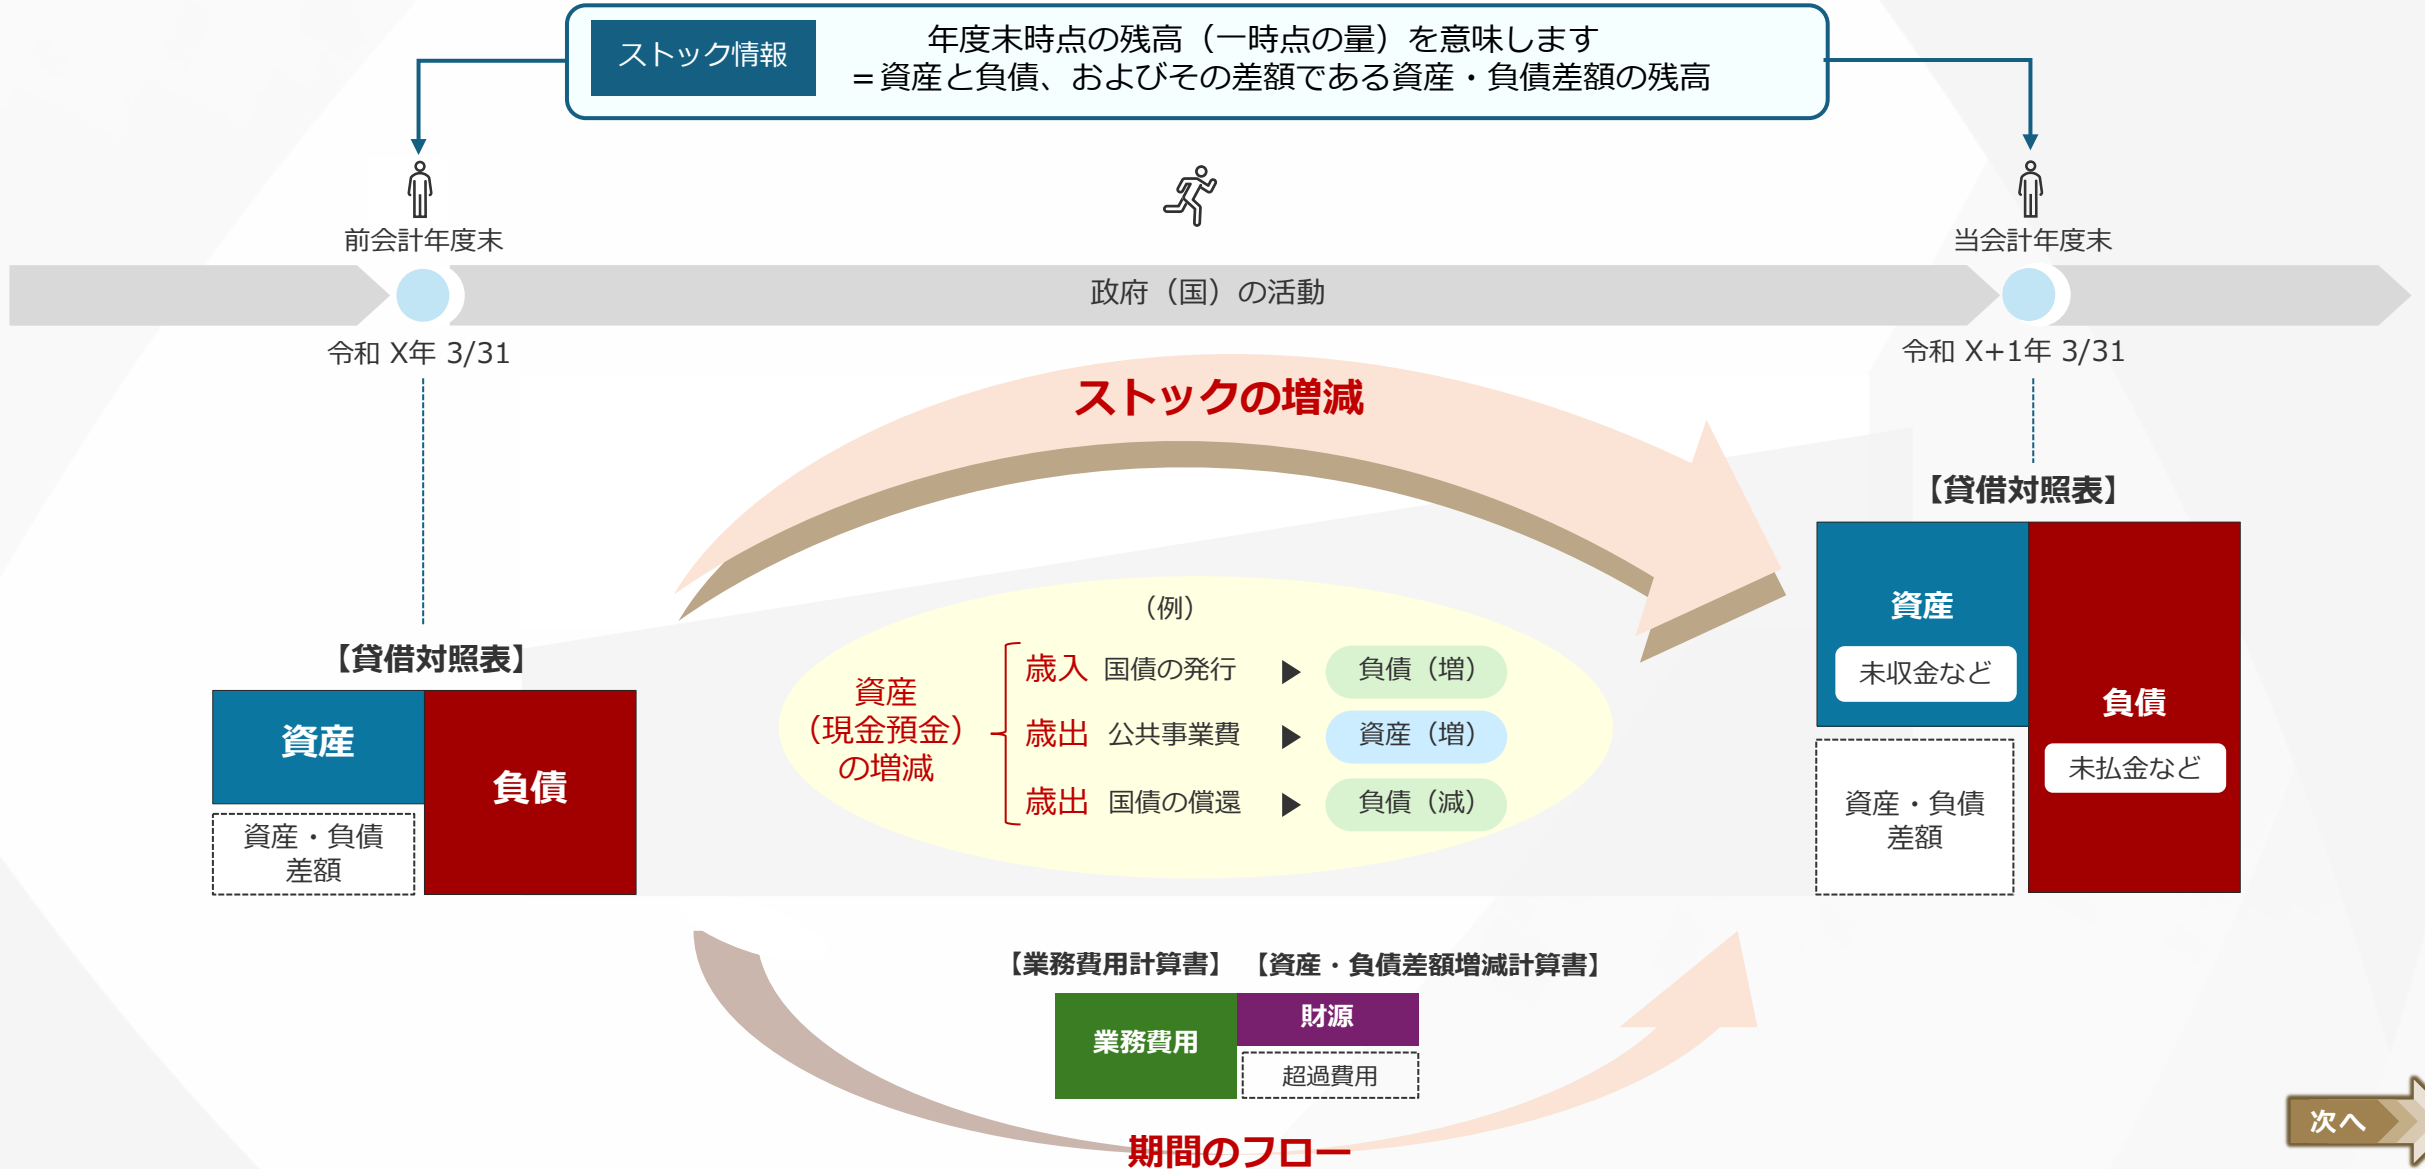 ストック情報
年度末時点の残高（一時点の量）を意味します
＝資産と負債、およびその差額である資産・負債差額の残高
前会計年度末
当会計年度末
政府（国）の活動
令和 X年 3/31
令和 X+1年 3/31
ストックの増減
【貸借対照表】
資産
負債
資産・負債
差額
（例）
資産
（現金預金）
の増減
歳入 国債の発行 ▶ 負債（増）
歳出 公共事業費 ▶ 資産（増）
歳出 国債の償還 ▶ 負債（減）
【貸借対照表】
資産
未収金など
負債
未払金など
資産・負債
差額
【業務費用計算書】 【資産・負債差額増減計算書】
業務費用
財源
超過費用
期間のフロー
次へ